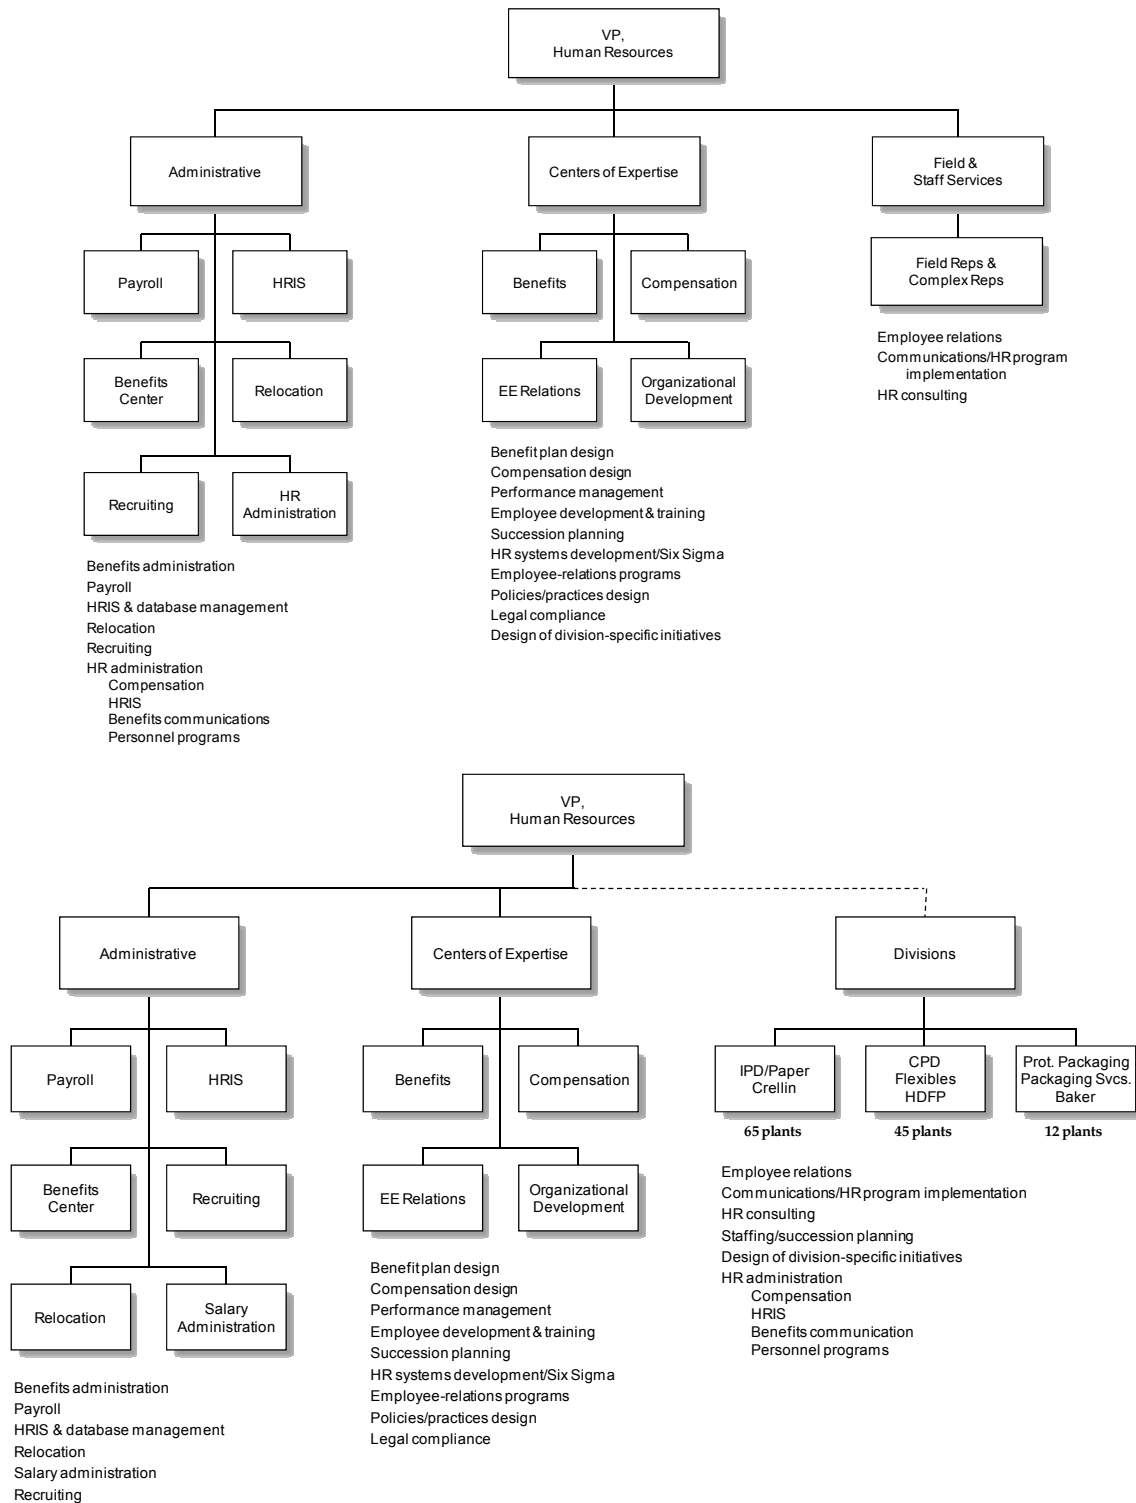 VP,
Human Resources
Administrative
Centers of Expertise
Field &
Staff Services
Payroll
HRIS
Benefits
Compensation
Field Reps &
Complex Reps
Benefits
Center
Relocation
EE Relations
Organizational
Development
Employee relations
Communications/HR program
implementation
HR consulting
Recruiting
HR
Administration
Benefit plan design
Compensation design
Performance management
Employee development & training
Succession planning
HR systems development/Six Sigma
Employee-relations programs
Policies/practices design
Legal compliance
Design of division-specific initiatives
Benefits administration
Payroll
HRIS & database management
Relocation
Recruiting
HR administration
Compensation
HRIS
Benefits communications
Personnel programs
VP,
Human Resources
Administrative
Centers of Expertise
Divisions
Payroll
HRIS
Benefits
Compensation
IPD/Paper
Crellin
CPD
Flexibles
HDFP
Prot. Packaging
Packaging Svcs.
Baker
65 plants
45 plants
12 plants
Benefits
Center
Recruiting
EE Relations
Organizational
Development
Employee relations
Communications/HR program implementation
HR consulting
Staffing/succession planning
Design of division-specific initiatives
HR administration
Compensation
HRIS
Benefits communication
Personnel programs
Relocation
Salary
Administration
Benefit plan design
Compensation design
Performance management
Employee development & training
Succession planning
HR systems development/Six Sigma
Employee-relations programs
Policies/practices design
Legal compliance
Benefits administration
Payroll
HRIS & database management
Relocation
Salary administration
Recruiting